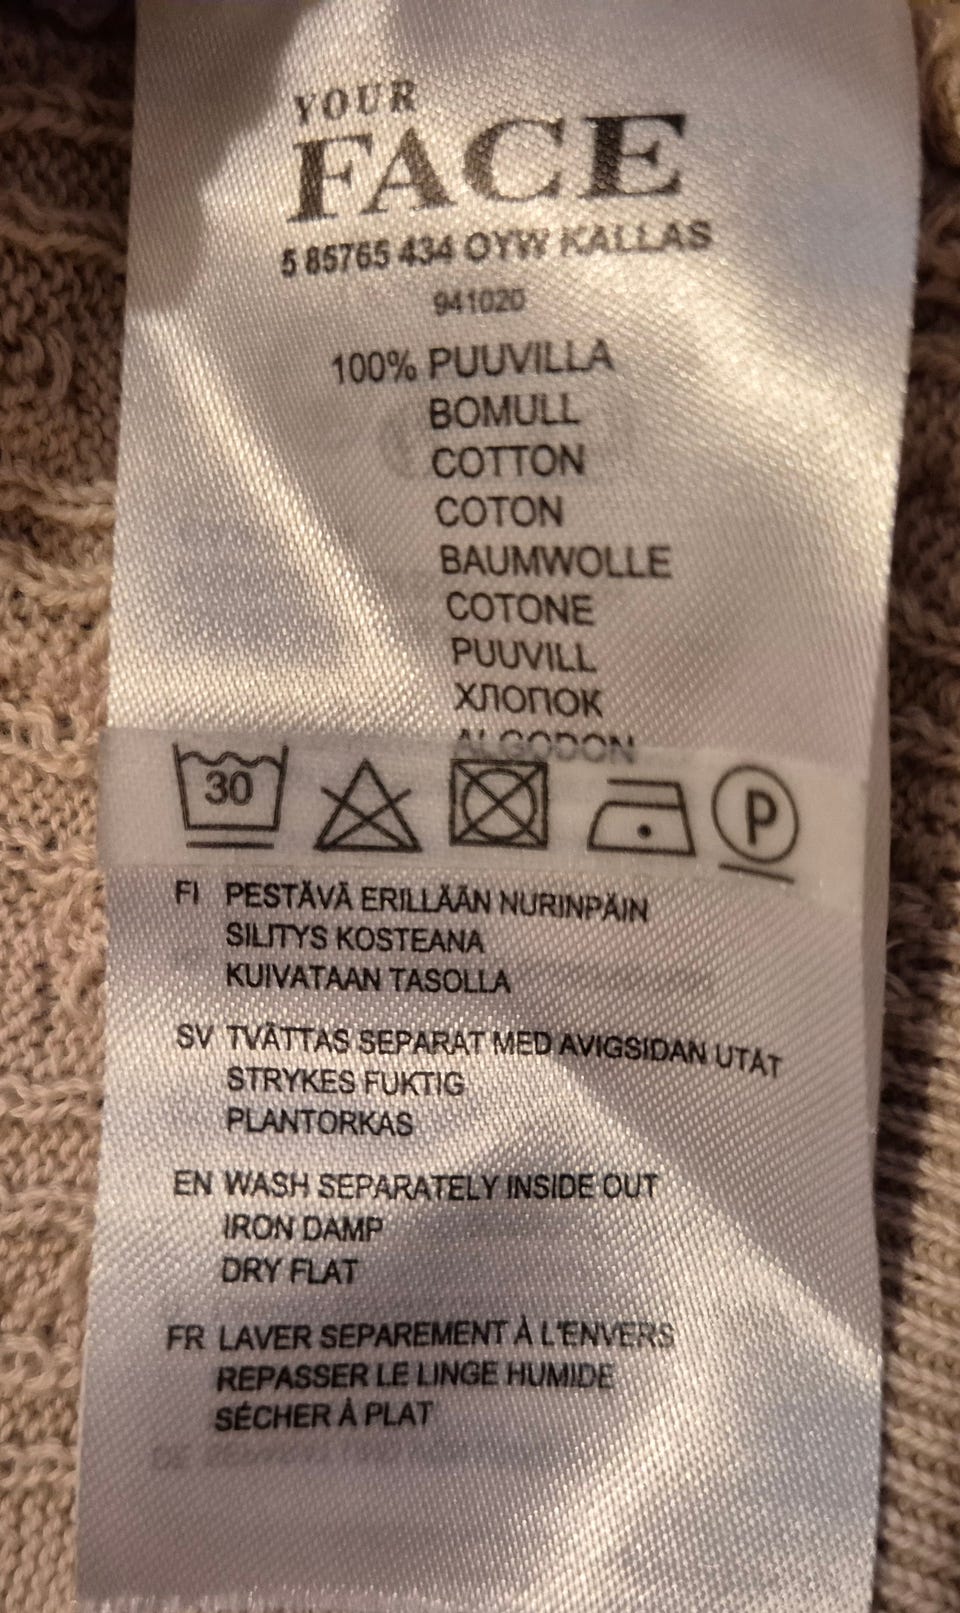 YOUR
FACE
5 85765 434 OYW KALLAS
941020
100% PUUVILLA
BOMULL
COTTON
COTON
BAUMWOLLE
COTONE
PUUVILL
ХЛОПОК
ALGODON
30
P
FI PESTÄVÄ ERILLÄÄN NURINPÄIN
SILITYS KOSTEANA
KUIVATAAN TASOLLA
SV TVÄTTAS SEPARAT MED AVIGSIDAN UTÅT
STRYKES FUKTIG
PLANTORKAS
EN WASH SEPARATELY INSIDE OUT
IRON DAMP
DRY FLAT
FR LAVER SEPAREMENT À L'ENVERS
REPASSER LE LINGE HUMIDE
SÉCHER À PLAT